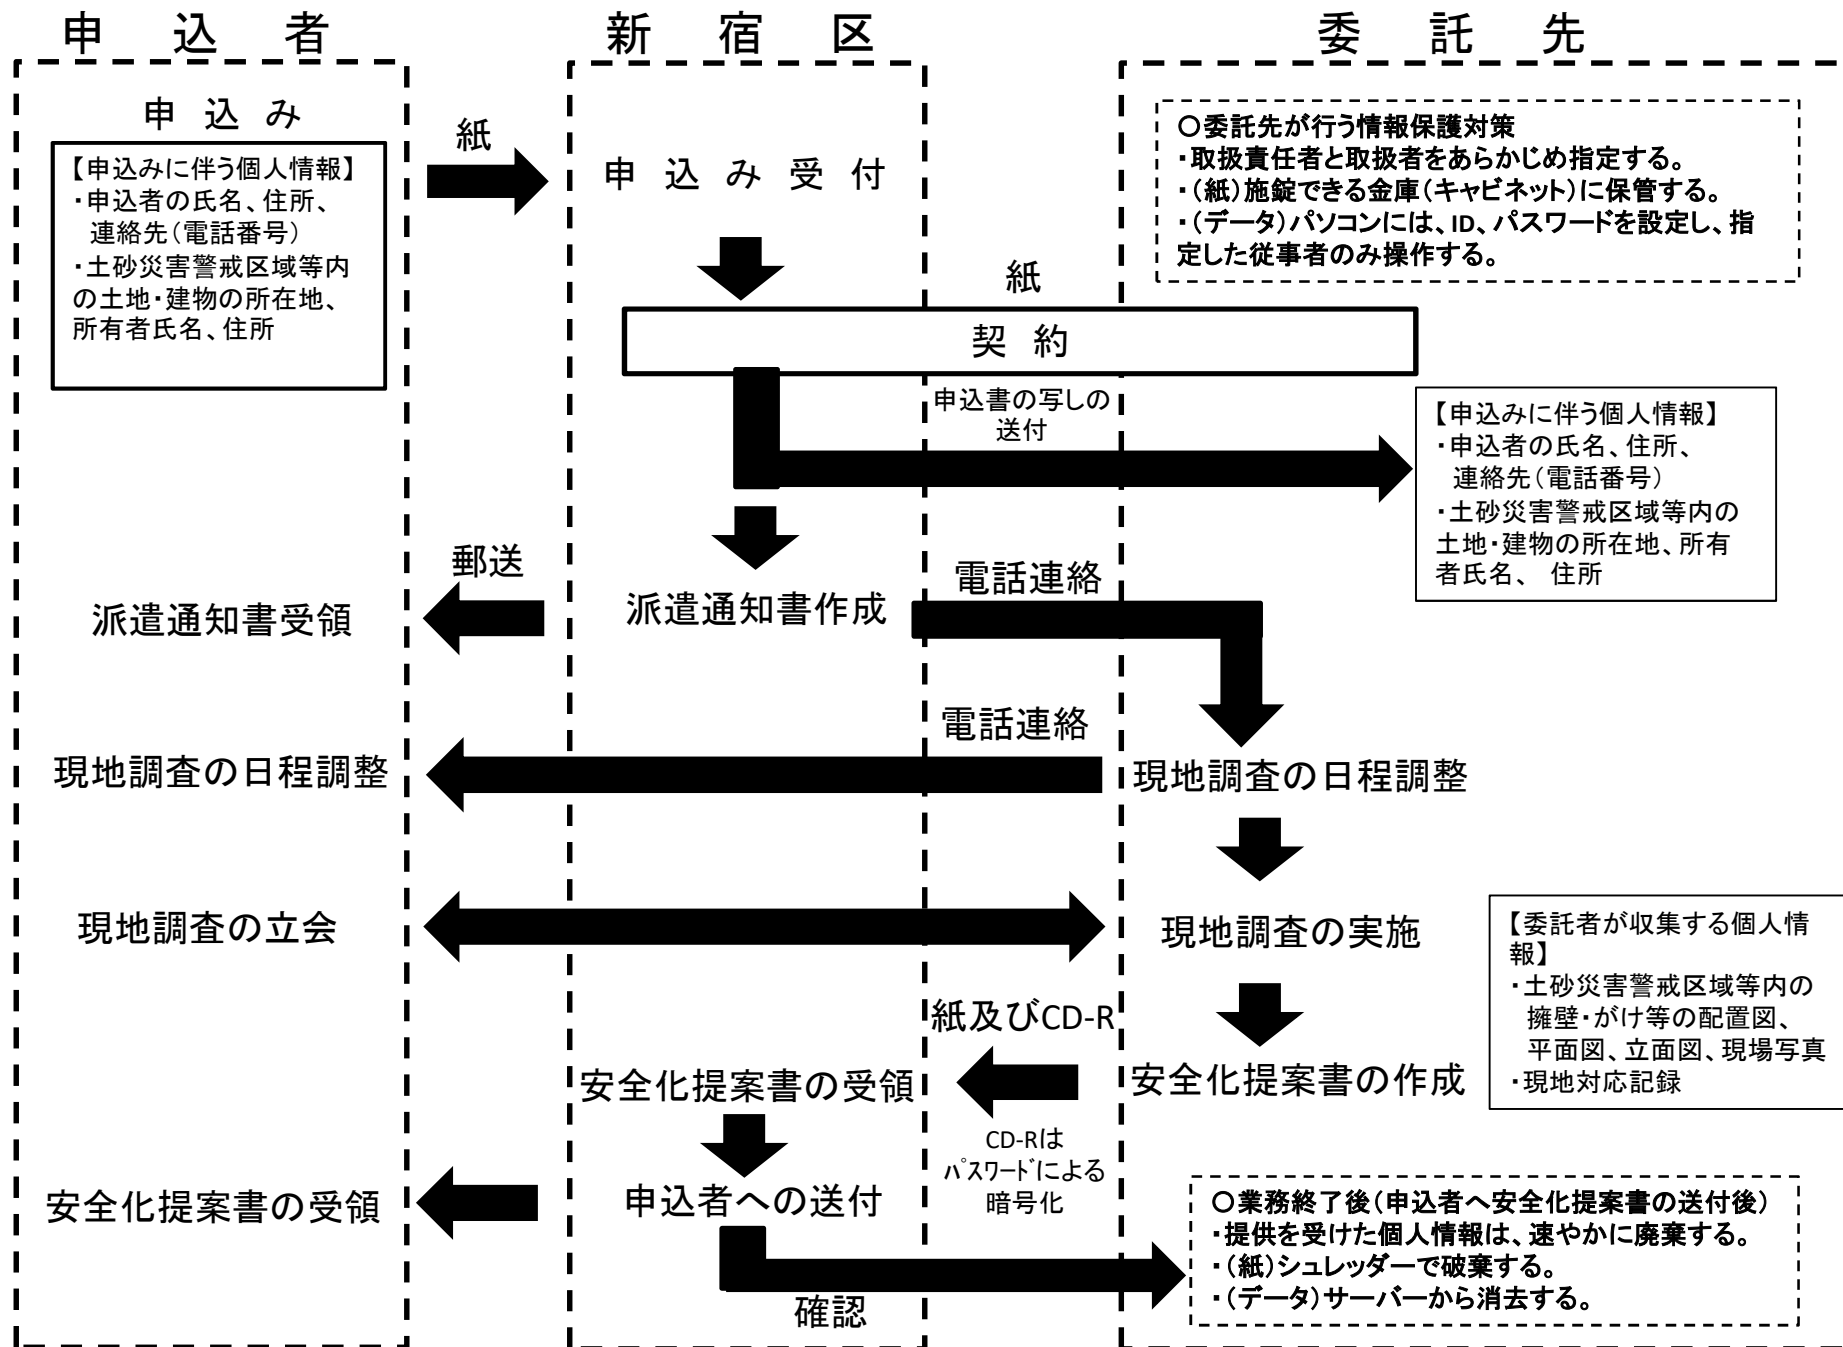 申込者
新宿区
委託先
申込み
【申込みに伴う個人情報】
・申込者の氏名、住所、
連絡先(電話番号)
・土砂災害警戒区域等内
の土地・建物の所在地、
所有者氏名、住所
紙
申込み受付
○委託先が行う情報保護対策
・取扱責任者と取扱者をあらかじめ指定する。
・(紙)施錠できる金庫(キャビネット)に保管する。
・(データ)パソコンには、ID、パスワードを設定し、指
定した従事者のみ操作する。
紙
契約
申込書の写しの
送付
【申込みに伴う個人情報】
・申込者の氏名、住所、
連絡先(電話番号)
・土砂災害警戒区域等内の
土地・建物の所在地、所有
者氏名、 住所
郵送
派遣通知書受領
派遣通知書作成
電話連絡
電話連絡
現地調査の日程調整
現地調査の日程調整
現地調査の立会
現地調査の実施
【委託者が収集する個人情
報】
・土砂災害警戒区域等内の
擁壁・がけ等の配置図、
平面図、立面図、現場写真
・現地対応記録
紙及びCD-R
安全化提案書の受領
安全化提案書の作成
CD-Rは
ﾊﾟｽﾜｰﾄﾞによる
暗号化
安全化提案書の受領
申込者への送付
確認
○業務終了後(申込者へ安全化提案書の送付後)
・提供を受けた個人情報は、速やかに廃棄する。
・(紙)シュレッダーで破棄する。
・(データ)サーバーから消去する。